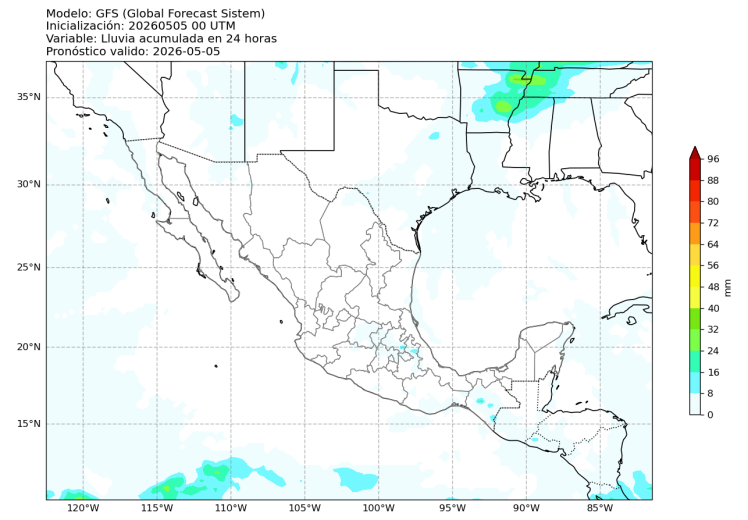 Modelo: GFS (Global Forecast Sistem)
Inicialización: 20260505 00 UTM
Variable: Lluvia acumulada en 24 horas
Pronóstico valido: 2026-05-05
35°N
30°N
25°N
20°N
15°N
120°W
115°W
110°W
105°W
100°W
95°W
90°W
85°W
96
88
80
72
64
56
48
40
32
24
16
8
0
mm